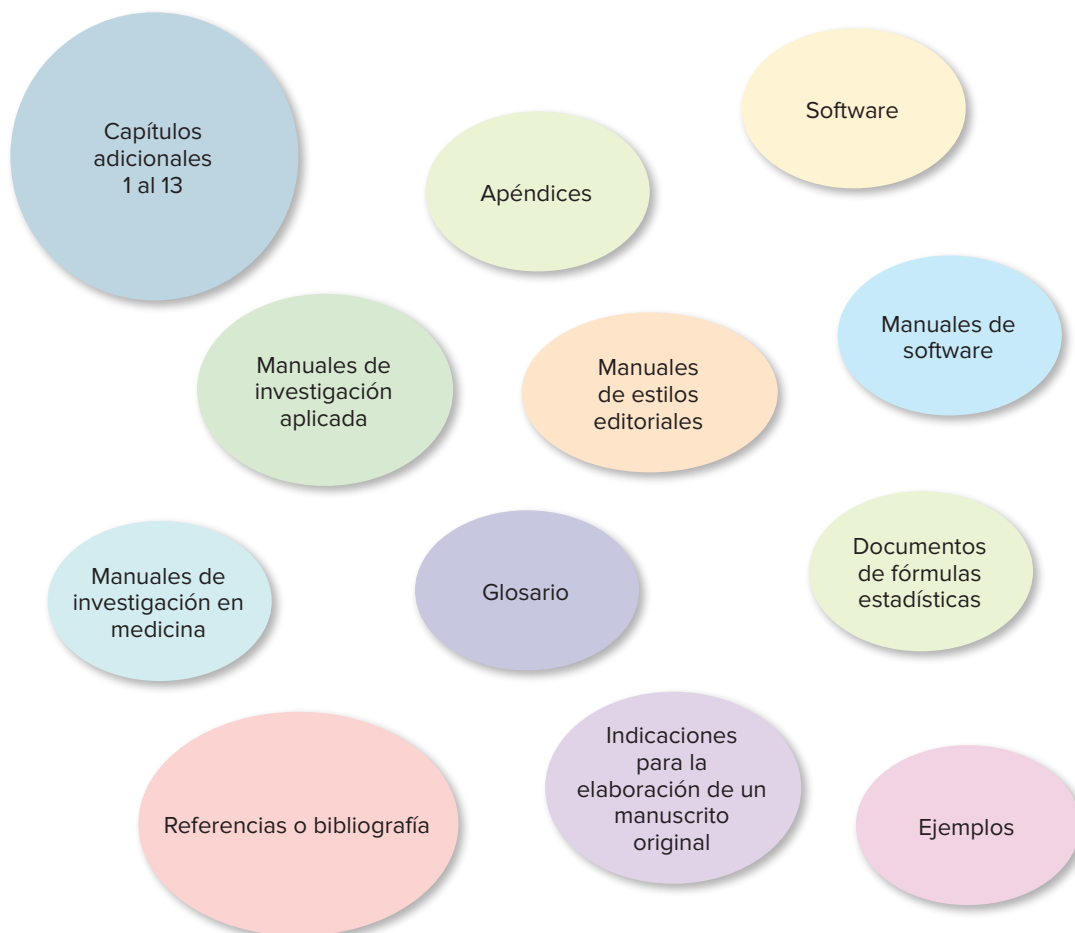 Capítulos
adicionales
1 al 13
Software
Apéndices
Manuales de
software
Manuales de
investigación
aplicada
Manuales
de estilos
editoriales
Manuales de
investigación en
medicina
Glosario
Documentos
de fórmulas
estadísticas
Referencias o bibliografía
Indicaciones
para la
elaboración de un
manuscrito
original
Ejemplos